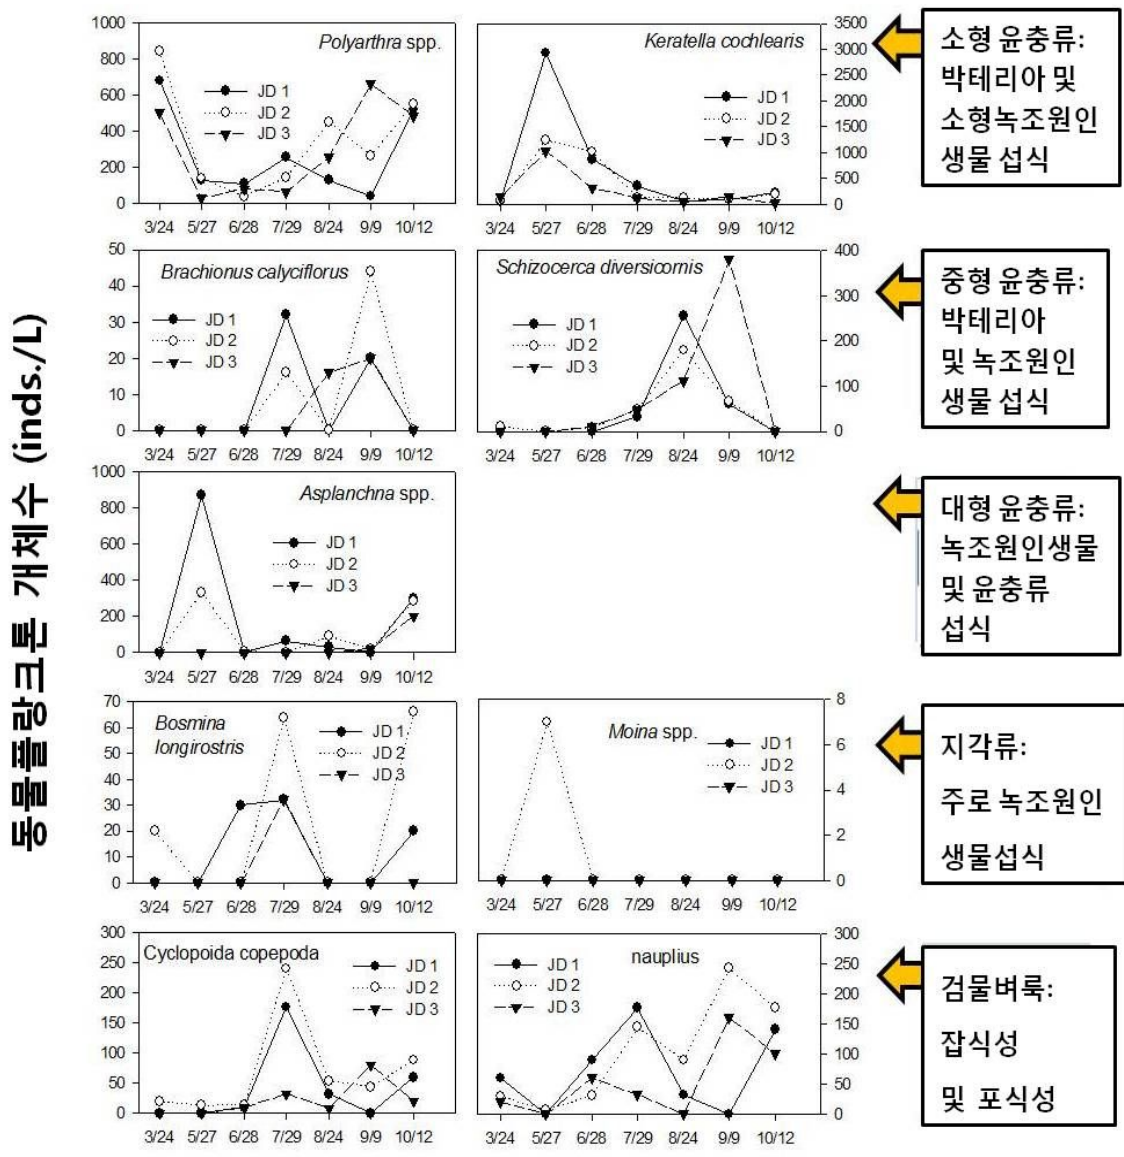 동물플랑크톤 개체수 (inds./L)
1000
800
600
400
200
0
Polyarthra spp.
JD 1
JD 2
JD 3
3/24 5/27 6/28 7/29 8/24 9/9 10/12
Keratella cochlearis
JD 1
JD 2
JD 3
3500
3000
2500
2000
1500
1000
500
0
3/24 5/27 6/28 7/29 8/24 9/9 10/12
소형 윤충류:
박테리아 및
소형녹조원인
생물 섭식
50
40
30
20
10
0
Brachionus calyciflorus
JD 1
JD 2
JD 3
3/24 5/27 6/28 7/29 8/24 9/9 10/12
Schizocerca diversicornis
JD 1
JD 2
JD 3
400
300
200
100
0
3/24 5/27 6/28 7/29 8/24 9/9 10/12
중형 윤충류:
박테리아
및 녹조원인
생물 섭식
1000
800
600
400
200
0
Asplanchna spp.
JD 1
JD 2
JD 3
3/24 5/27 6/28 7/29 8/24 9/9 10/12
대형 윤충류:
녹조원인생물
및 윤충류
섭식
70
60
50
40
30
20
10
0
Bosmina
longirostris
JD 1
JD 2
JD 3
3/24 5/27 6/28 7/29 8/24 9/9 10/12
Moina spp.
JD 1
JD 2
JD 3
8
6
4
2
0
3/24 5/27 6/28 7/29 8/24 9/9 10/12
지각류:
주로 녹조원인
생물섭식
300
250
200
150
100
50
0
Cyclopoida copepoda
JD 1
JD 2
JD 3
3/24 5/27 6/28 7/29 8/24 9/9 10/12
nauplius
JD 1
JD 2
JD 3
300
250
200
150
100
50
0
3/24 5/27 6/28 7/29 8/24 9/9 10/12
검물벼룩:
잡식성
및 포식성